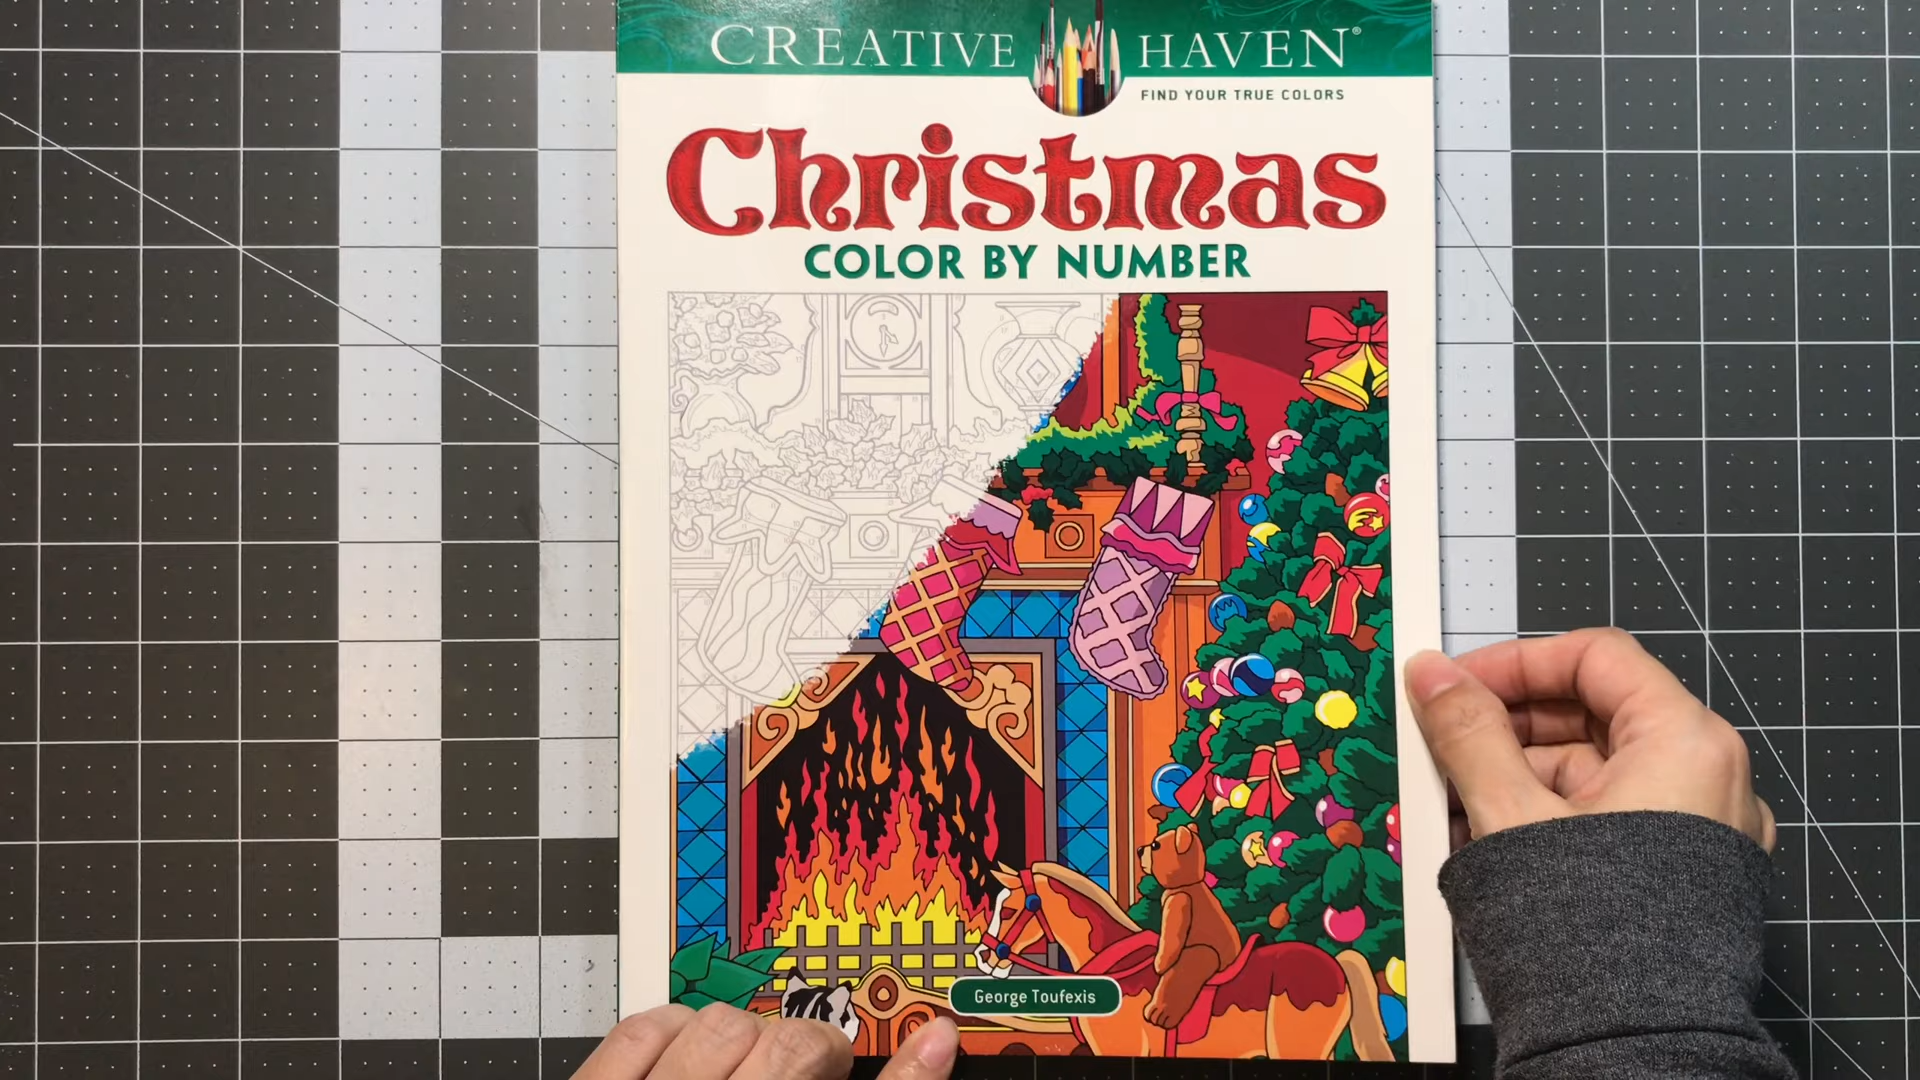 CREATIVE HAVEN®
FIND YOUR TRUE COLORS
Christmas
COLOR BY NUMBER
George Toufexis